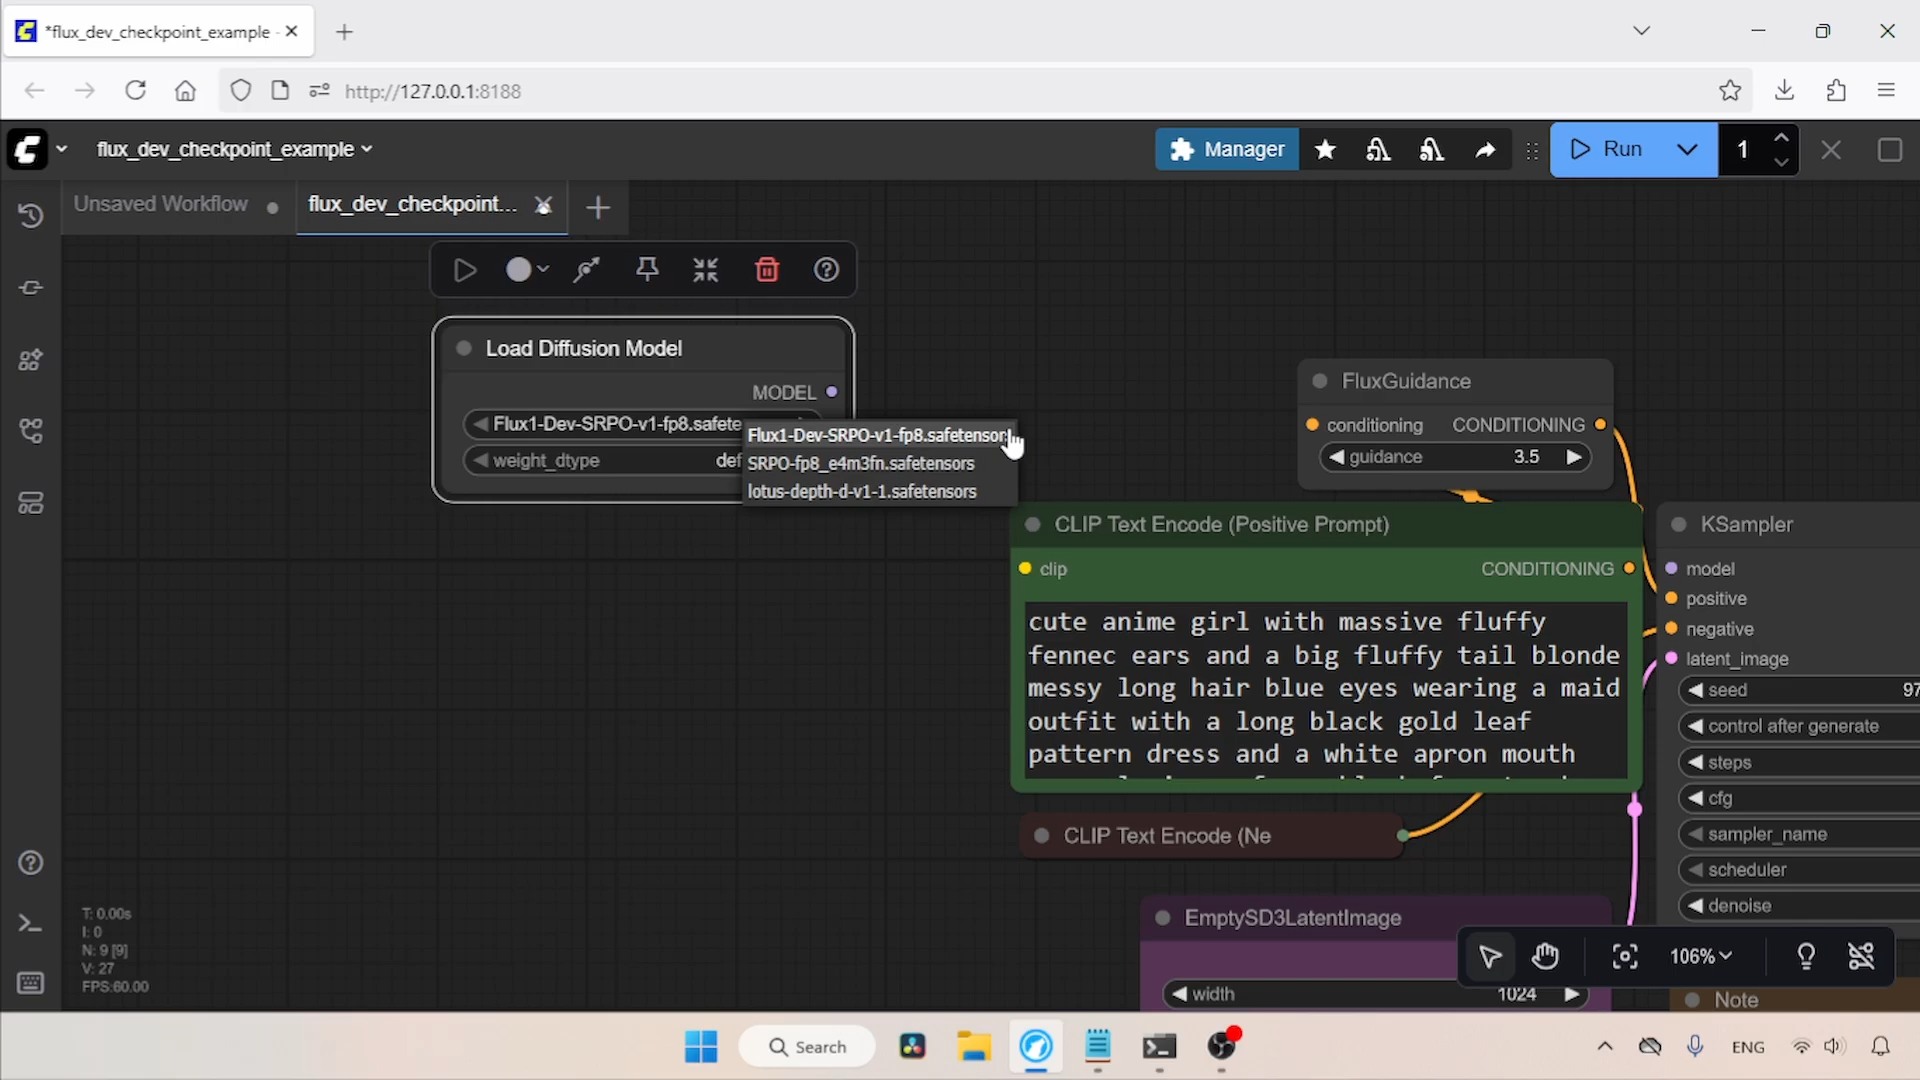 *flux_dev_checkpoint_example -
http://127.0.0.1:8188
flux_dev_checkpoint_example
Manager
Run
1
Unsaved Workflow
flux_dev_checkpoint...
Load Diffusion Model
MODEL
Flux1-Dev-SRPO-v1-fp8.safete
weight_dtype
def
Flux1-Dev-SRPO-v1-fp8.safetensor
SRPO-fp8_e4m3fn.safetensors
lotus-depth-d-v1-1.safetensors
FluxGuidance
conditioning CONDITIONING
guidance 3.5
CLIP Text Encode (Positive Prompt)
clip CONDITIONING
cute anime girl with massive fluffy
fennec ears and a big fluffy tail blonde
messy long hair blue eyes wearing a maid
outfit with a long black gold leaf
pattern dress and a white apron mouth
CLIP Text Encode (Ne
EmptySD3LatentImage
width 1024
KSampler
model
positive
negative
latent_image
seed 97
control after generate
steps
cfg
sampler_name
scheduler
denoise
106%
Note
T: 0.00s
I: 0
N: 9 [9]
V: 27
FPS:60.00
Search
ENG